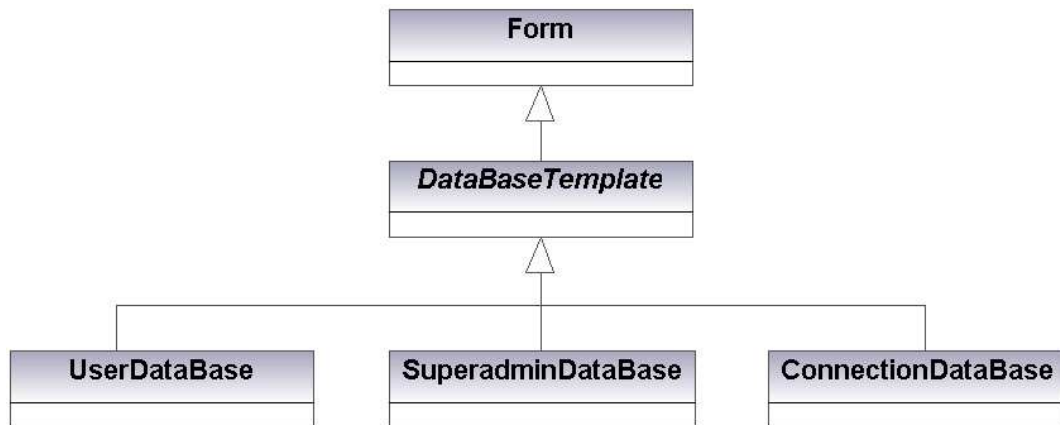 Form
DataBaseTemplate
UserDataBase
SuperadminDataBase
ConnectionDataBase